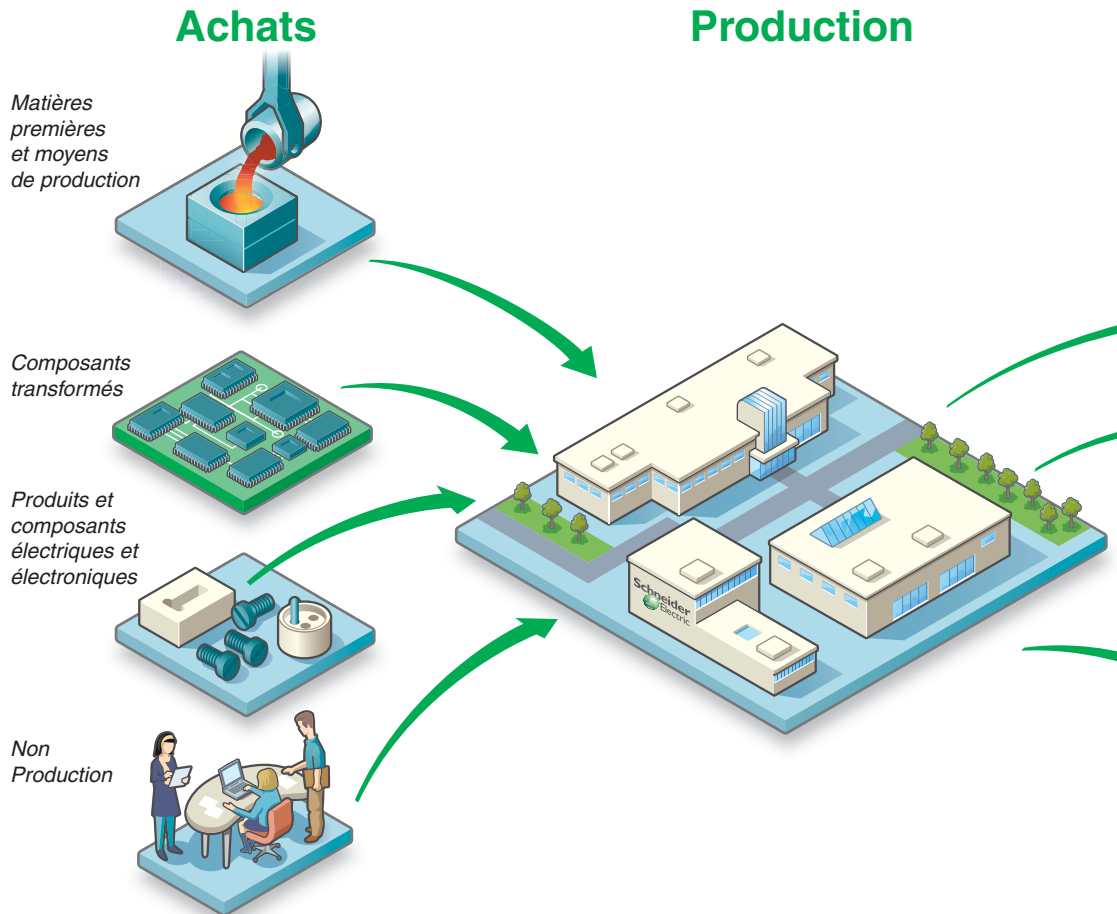 Achats
Production
Matières
premières
et moyens
de production
Composants
transformés
Produits et
composants
électriques et
électroniques
Schneider
Electric
Non
Production